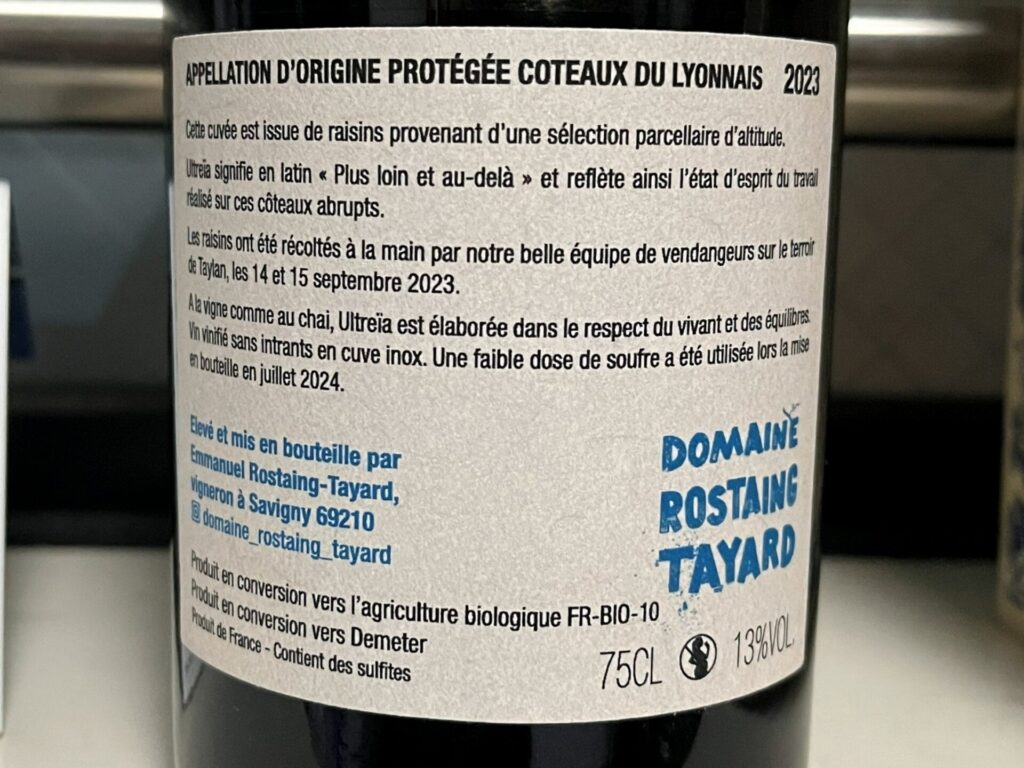 APPELLATION D'ORIGINE PROTÉGÉE COTEAUX DU LYONNAIS 2023
Cette cuvée est issue de raisins provenant d'une sélection parcellaire d'altitude.
Ultreïa signifie en latin « Plus loin et au-delà » et reflète ainsi l'état d'esprit du travail
réalisé sur ces côteaux abrupts.
Les raisins ont été récoltés à la main par notre belle équipe de vendangeurs sur le terroir
de Taylan, les 14 et 15 septembre 2023.
A la vigne comme au chai, Ultreïa est élaborée dans le respect du vivant et des équilibres.
Vin vinifié sans intrants en cuve inox. Une faible dose de soufre a été utilisée lors la mise
en bouteille en juillet 2024.
Elevé et mis en bouteille par
Emmanuel Rostaing-Tayard,
vigneron à Savigny 69210
domaine_rostaing_tayard
DOMAINE
ROSTAING
TAYARD
Produit en conversion vers l'agriculture biologique FR-BIO-10
Produit en conversion vers Demeter
Produit de France - Contient des sulfites
75CL 13%VOL.